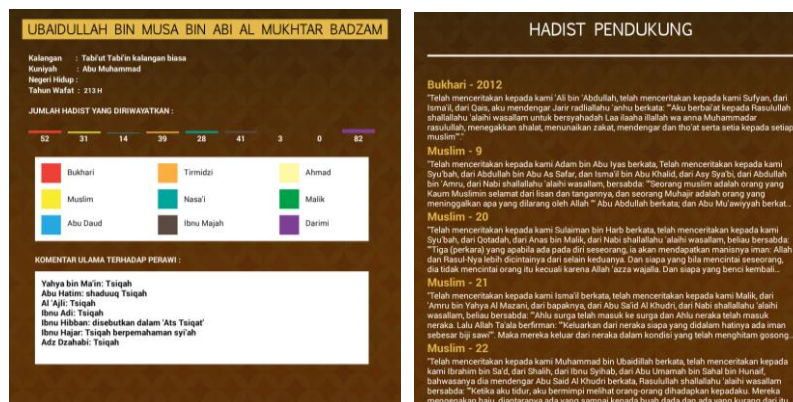 UBAIDULLAH BIN MUSA BIN ABI AL MUKHTAR BADZAM
Kalangan : Tabi'ut Tabi'in kalangan biasa
Kuniyah : Abu Muhammad
Negeri Hidup :
Tahun Wafat : 213 H
JUMLAH HADIST YANG DIRIWAYATKAN :
52 31 14 39 28 41 3 0 82
Bukhari Tirmidzi Ahmad
Muslim Nasa'i Malik
Abu Daud Ibnu Majah Darimi
KOMENTAR ULAMA TERHADAP PERAWI :
Yahya bin Ma'in: Tsiqah
Abu Hatim: shaduuq Tsiqah
Al 'Ajli: Tsiqah
Ibnu Adi: Tsiqah
Ibnu Hibban: disebutkan dalam 'Ats Tsiqat'
Ibnu Hajar: Tsiqah berpemahaman syi'ah
Adz Dzahabi: Tsiqah
HADIST PENDUKUNG
Bukhari - 2012
"Telah menceritakan kepada kami 'Ali bin 'Abdullah, telah menceritakan kepada kami Sufyan, dari
Isma'il, dari Qais, aku mendengar Jarir radliallahu 'anhu berkata: "Aku berbai'at kepada Rasulullah
shallallahu 'alaihi wasallam untuk bersyahadah Laa ilaaha illallah wa anna Muhammadar
rasulullah, menegakkan shalat, menunaikan zakat, mendengar dan tho'at serta setia kepada setiap
muslim"."
Muslim - 9
"Telah menceritakan kepada kami Adam bin Abu Iyas berkata, Telah menceritakan kepada kami
Syu'bah, dari Abdullah bin Abu As Safar, dan Isma'il bin Abu Khalid, dari Asy Sya'bi, dari Abdullah
bin 'Amru, dari Nabi shallallahu 'alaihi wasallam, bersabda: "Seorang muslim adalah orang yang
Kaum Muslimin selamat dari lisan dan tangannya, dan seorang Muhajir adalah orang yang
meninggalkan apa yang dilarang oleh Allah " Abu Abdullah berkata; dan Abu Mu'awiyyah berkat..
Muslim - 20
"Telah menceritakan kepada kami Sulaiman bin Harb berkata, telah menceritakan kepada kami
Syu'bah, dari Qotadah, dari Anas bin Malik, dari Nabi shallallahu 'alaihi wasallam, beliau bersabda:
"Tiga (perkara) yang apabila ada pada diri seseorang, ia akan mendapatkan manisnya iman: Allah
dan Rasul-Nya lebih dicintainya dari selain keduanya. Dan siapa yang bila mencintai seseorang,
dia tidak mencintai orang itu kecuali karena Allah 'azza wajalla. Dan siapa yang benci kembali...
Muslim - 21
"Telah menceritakan kepada kami Isma'il berkata, telah menceritakan kepada kami Malik, dari
'Amru bin Yahya Al Mazani, dari bapaknya, dari Abu Sa'id Al Khudri, dari Nabi shallallahu 'alaihi
wasallam, beliau bersabda: "Ahlu surga telah masuk ke surga dan Ahlu neraka telah masuk
neraka. Lalu Allah Ta'ala berfirman: "Keluarkan dari neraka siapa yang didalam hatinya ada iman
sebesar biji sawi". Maka mereka keluar dari neraka dalam kondisi yang telah menghitam gosong..
Muslim - 22
"Telah menceritakan kepada kami Muhammad bin Ubaidillah berkata, telah menceritakan kepada
kami Ibrahim bin Sa'd, dari Shalih, dari Ibnu Syihab, dari Abu Umamah bin Sahal bin Hunaif,
bahwasanya dia mendengar Abu Said Al Khudri berkata, Rasulullah shallallahu 'alaihi wasallam
bersabda: "Ketika aku tidur, aku bermimpi melihat orang-orang dihadapkan kepadaku. Mereka
mengenakan baju, diantaranya ada yang sampai kepada buah dada dan ada yang kurang dari itu